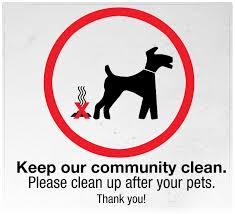 Keep our community clean.
Please clean up after your pets.
Thank you!